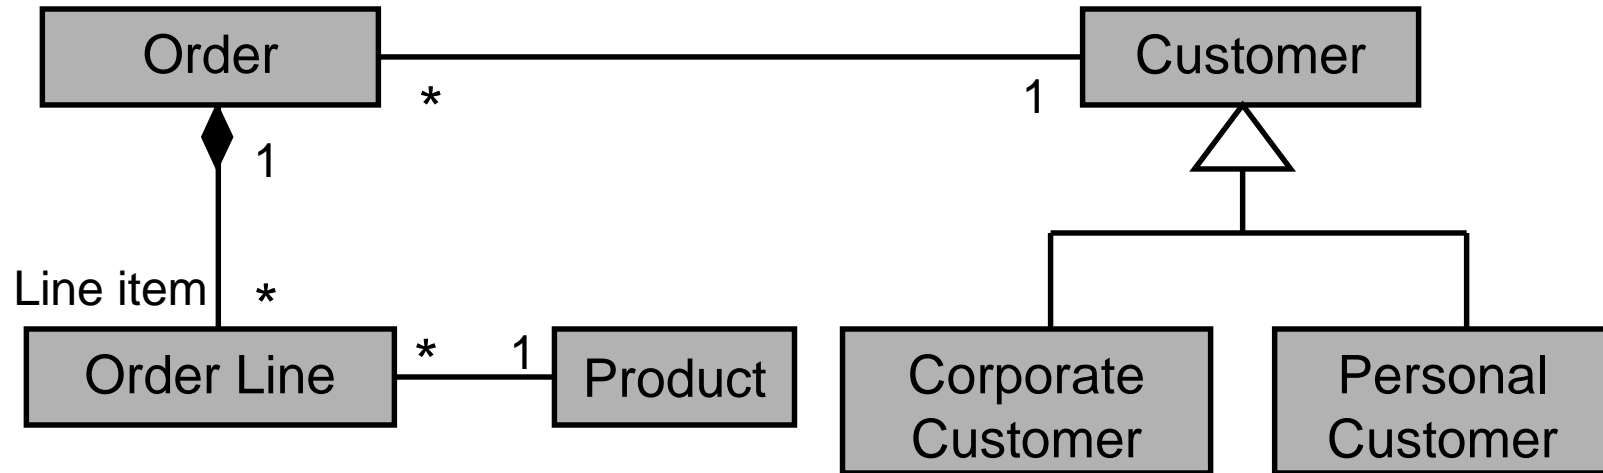 Order
Customer
*
1
1
Line item
*
Order Line
*
1
Product
Corporate
Customer
Personal
Customer